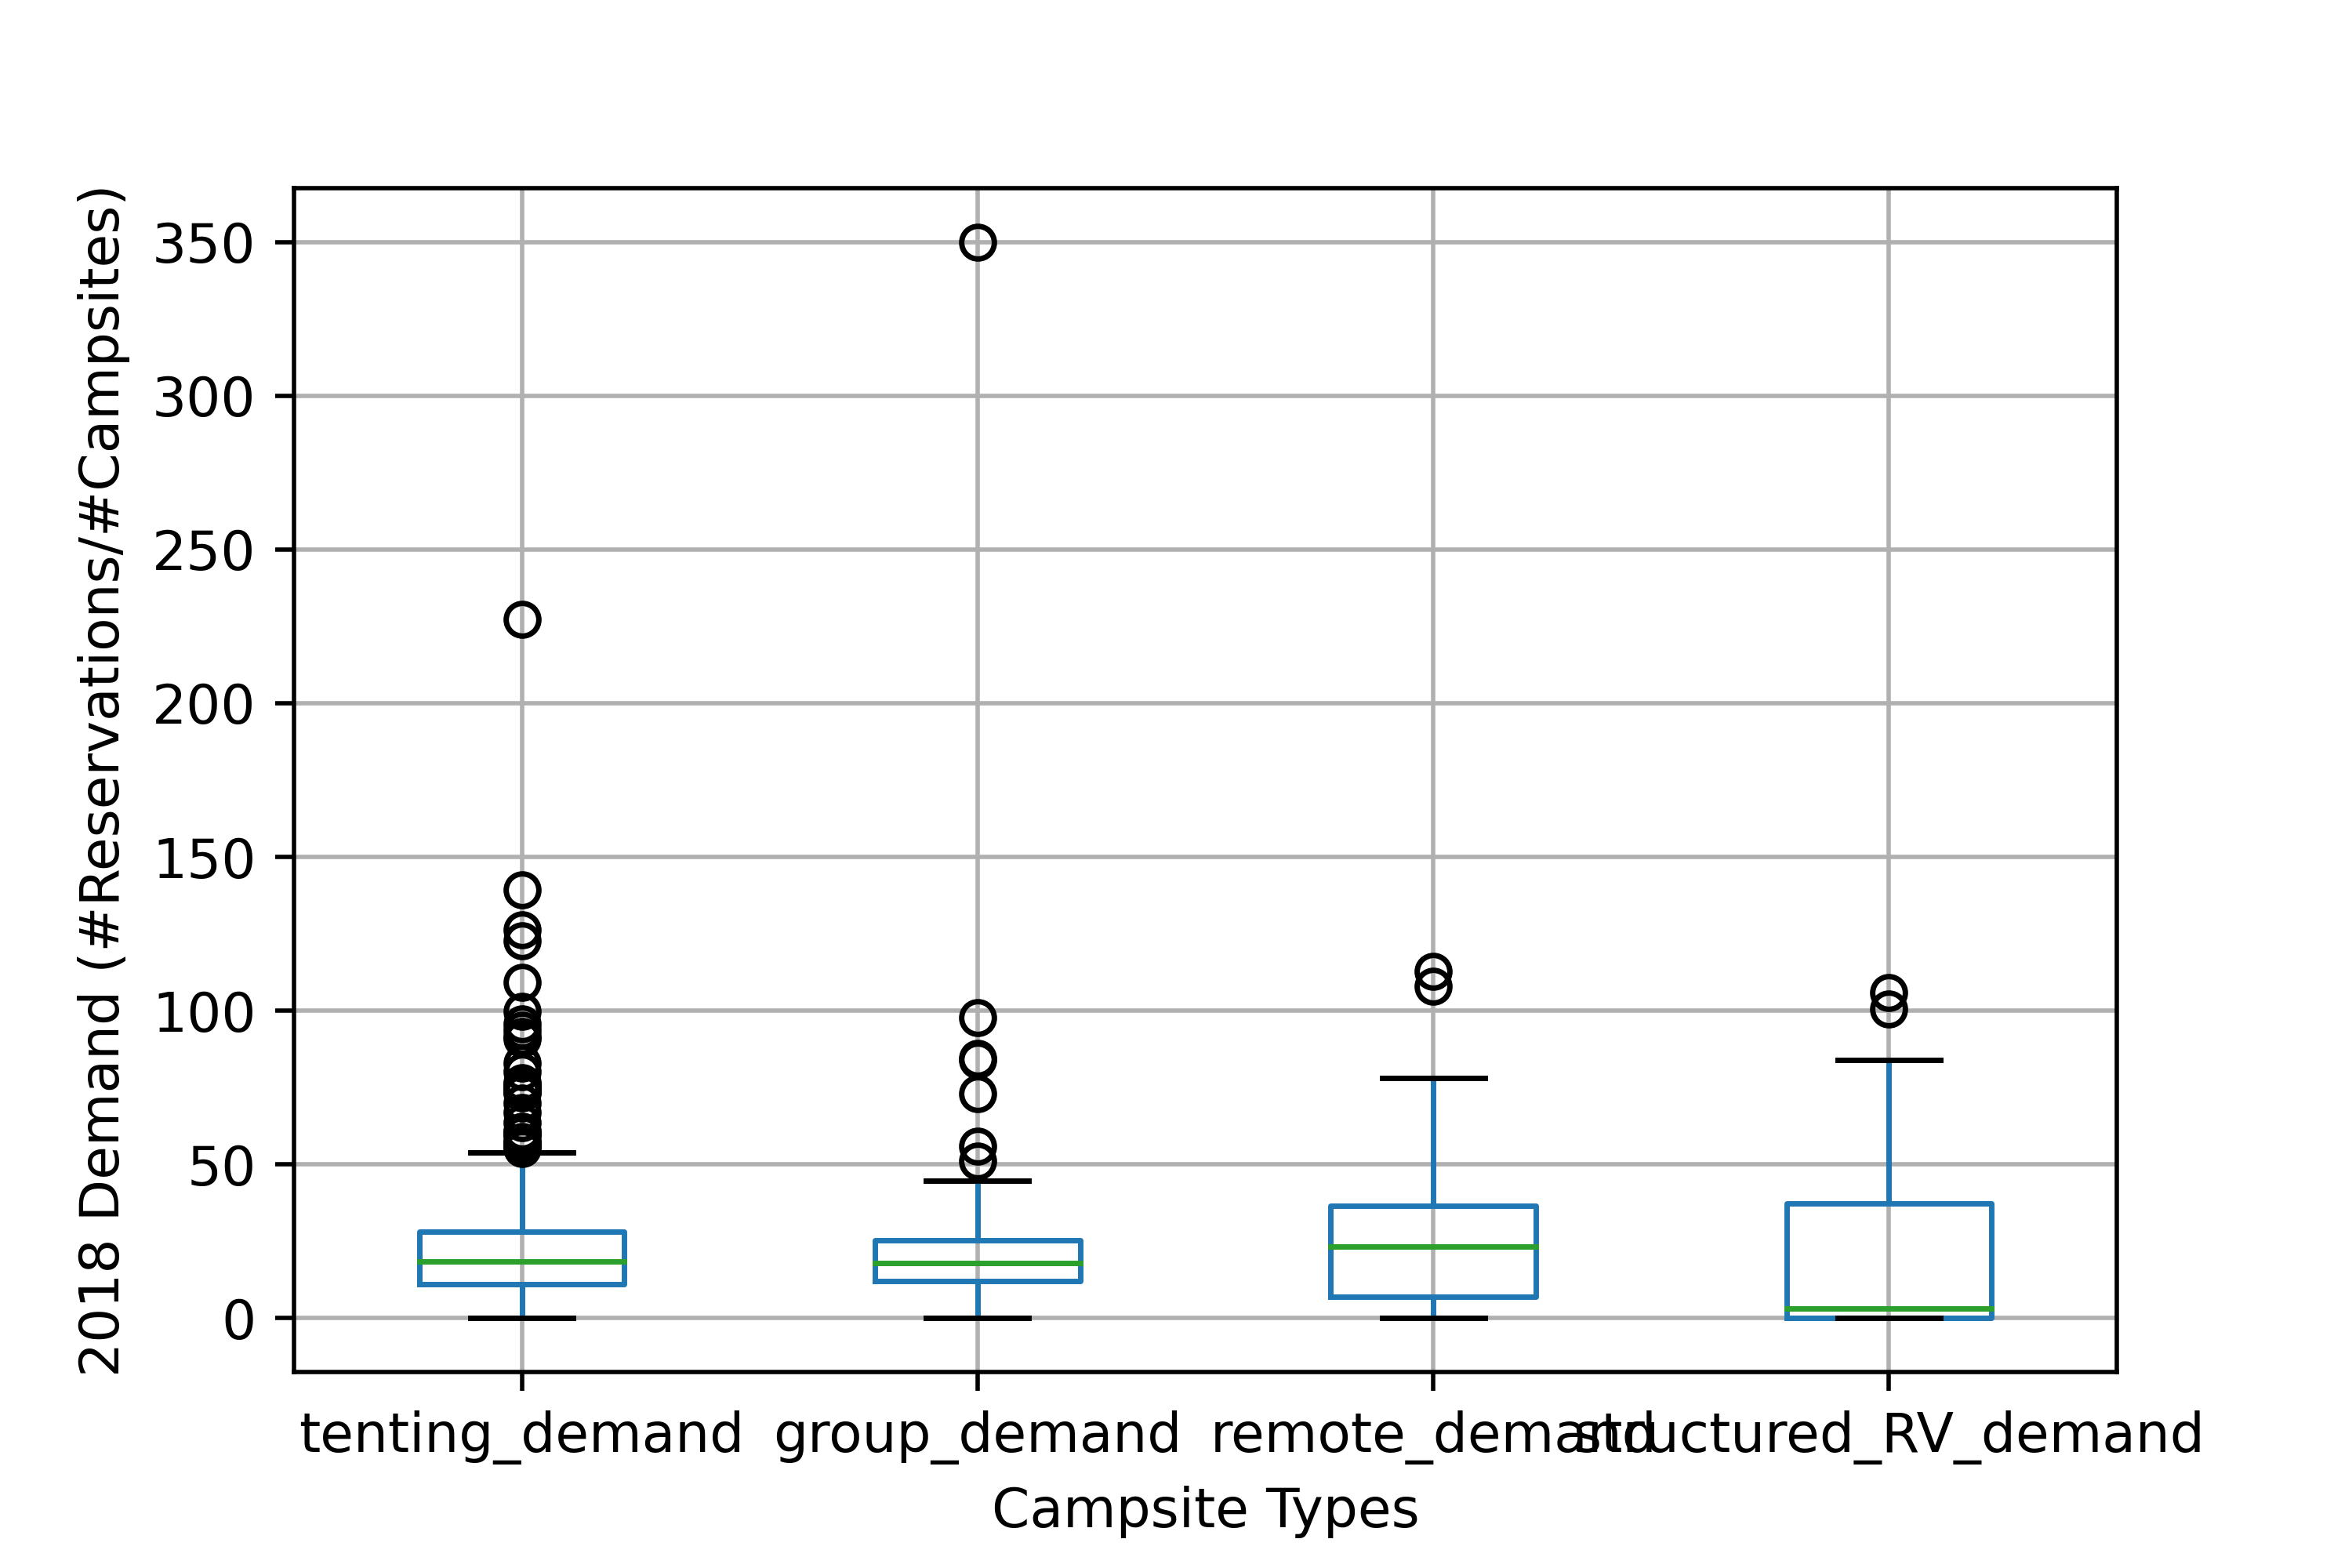 2018 Demand (#Reservations/#Campsites)
350
300
250
200
150
100
50
0
tenting_demand group_demand remote_demand structured_RV_demand
Campsite Types